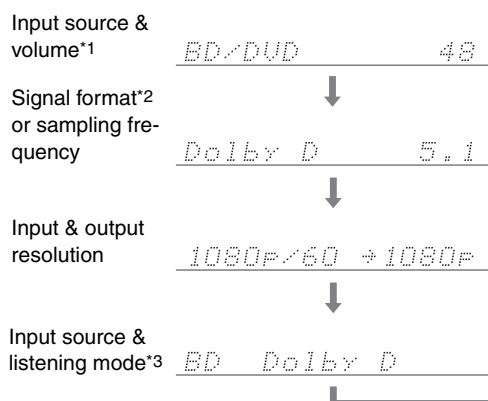 Input source &
volume*1
BD/DVD 48
Signal format*2
or sampling fre-
quency
Dolby D 5.1
Input & output
resolution
1080p/60 →1080p
Input source &
listening mode*3
BD Dolby D